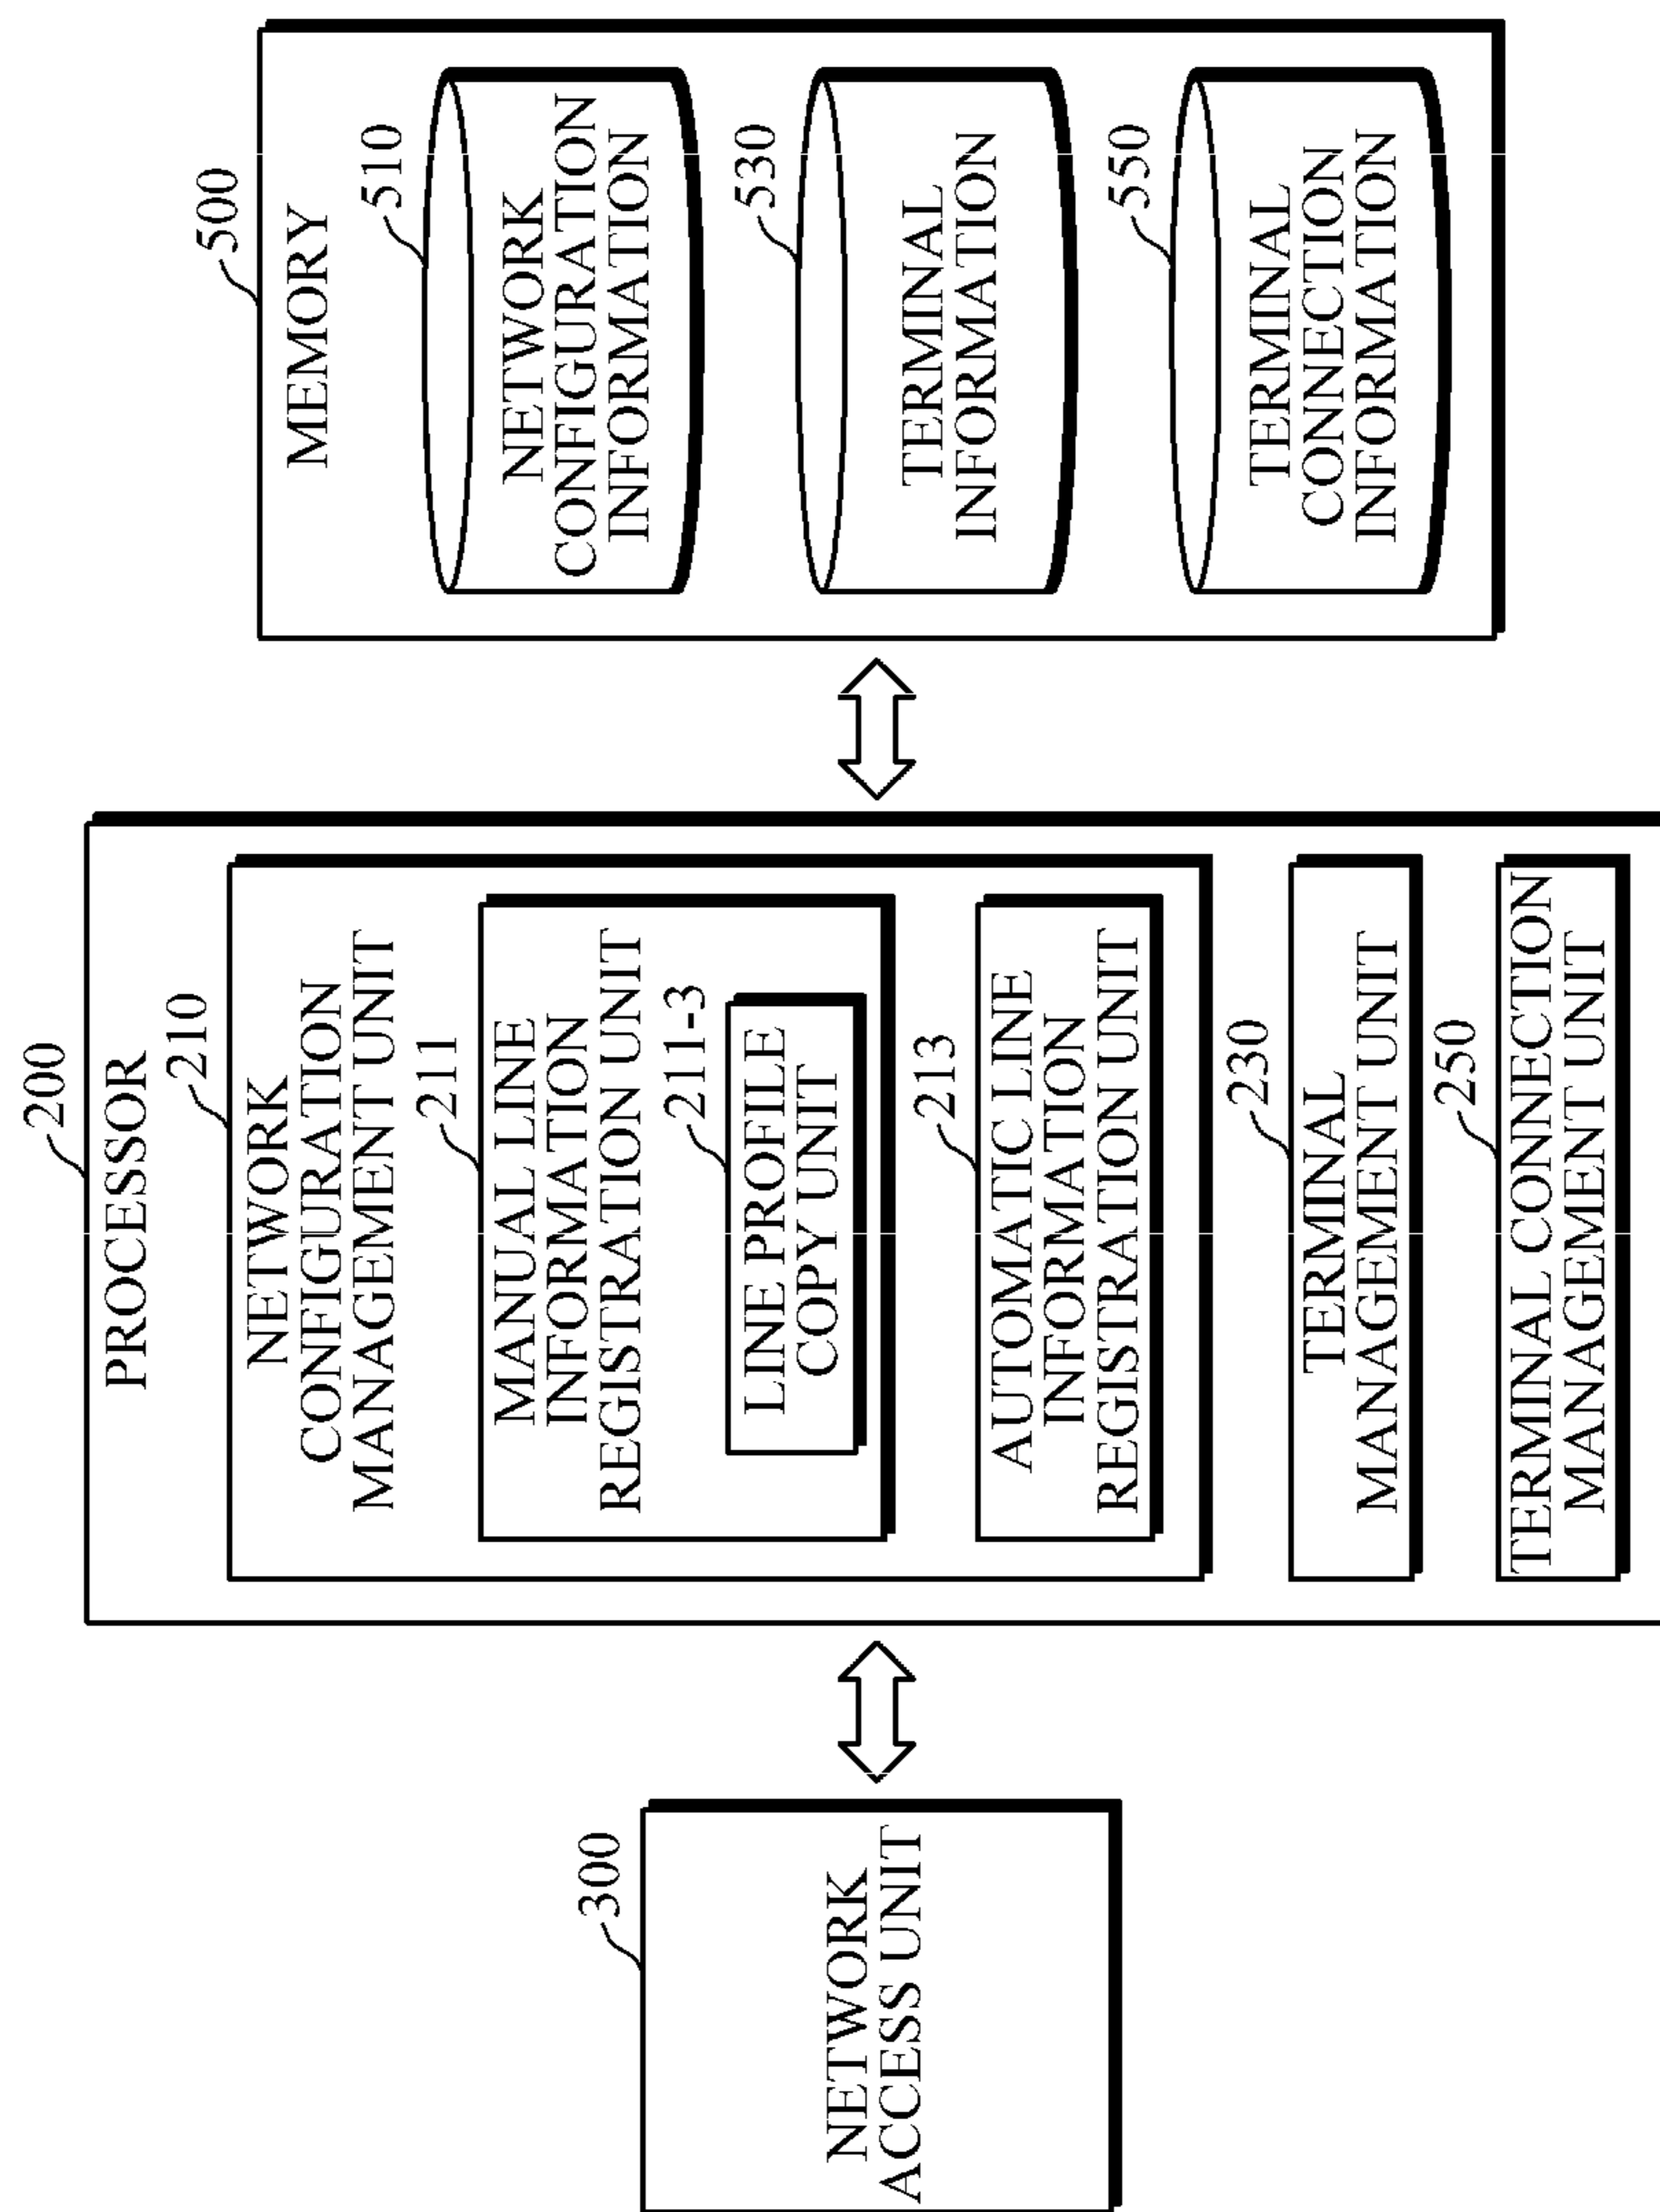 300
NETWORK
ACCESS UNIT
200
PROCESSOR
210
NETWORK
CONFIGURATION
MANAGEMENT UNIT
211
MANUAL LINE
INFORMATION
REGISTRATION UNIT
211-3
LINE PROFILE
COPY UNIT
213
AUTOMATIC LINE
INFORMATION
REGISTRATION UNIT
230
TERMINAL
MANAGEMENT UNIT
250
TERMINAL CONNECTION
MANAGEMENT UNIT
500
MEMORY
510
NETWORK
CONFIGURATION
INFORMATION
530
TERMINAL
INFORMATION
550
TERMINAL
CONNECTION
INFORMATION